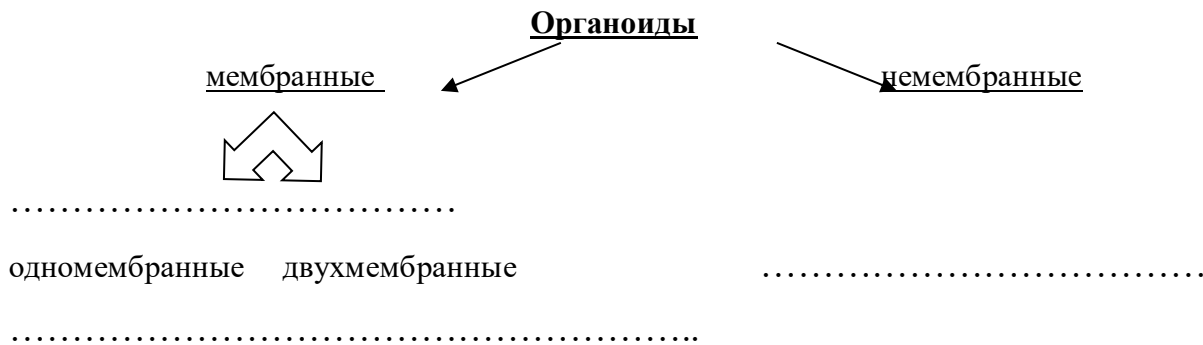 Органоиды
мембранные немембранные
………………………………
одномембранные двухмембранные ………………………………
………………………………………………..